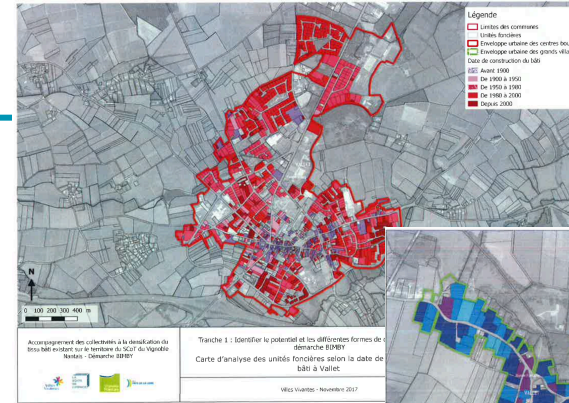 Légende
Limites des communes
Unités foncières
Enveloppe urbaine des centres bou
Enveloppe urbaine des grands villa
Date de construction du bâti
Avant 1900
De 1900 à 1950
De 1950 à 1980
De 1980 à 2000
Depuis 2000
N
0 100 200 300 400 m
Accompagnement des collectivités à la densification du
tissu bâti existant sur le territoire du SCoT du Vignoble
Nantais - Démarche BIMBY
Tranche 1 : Identifier le potentiel et les différentes formes de
démarche BIMBY
Carte d'analyse des unités foncières selon la date de
bâti à Vallet
Villes Vivantes - Novembre 2017